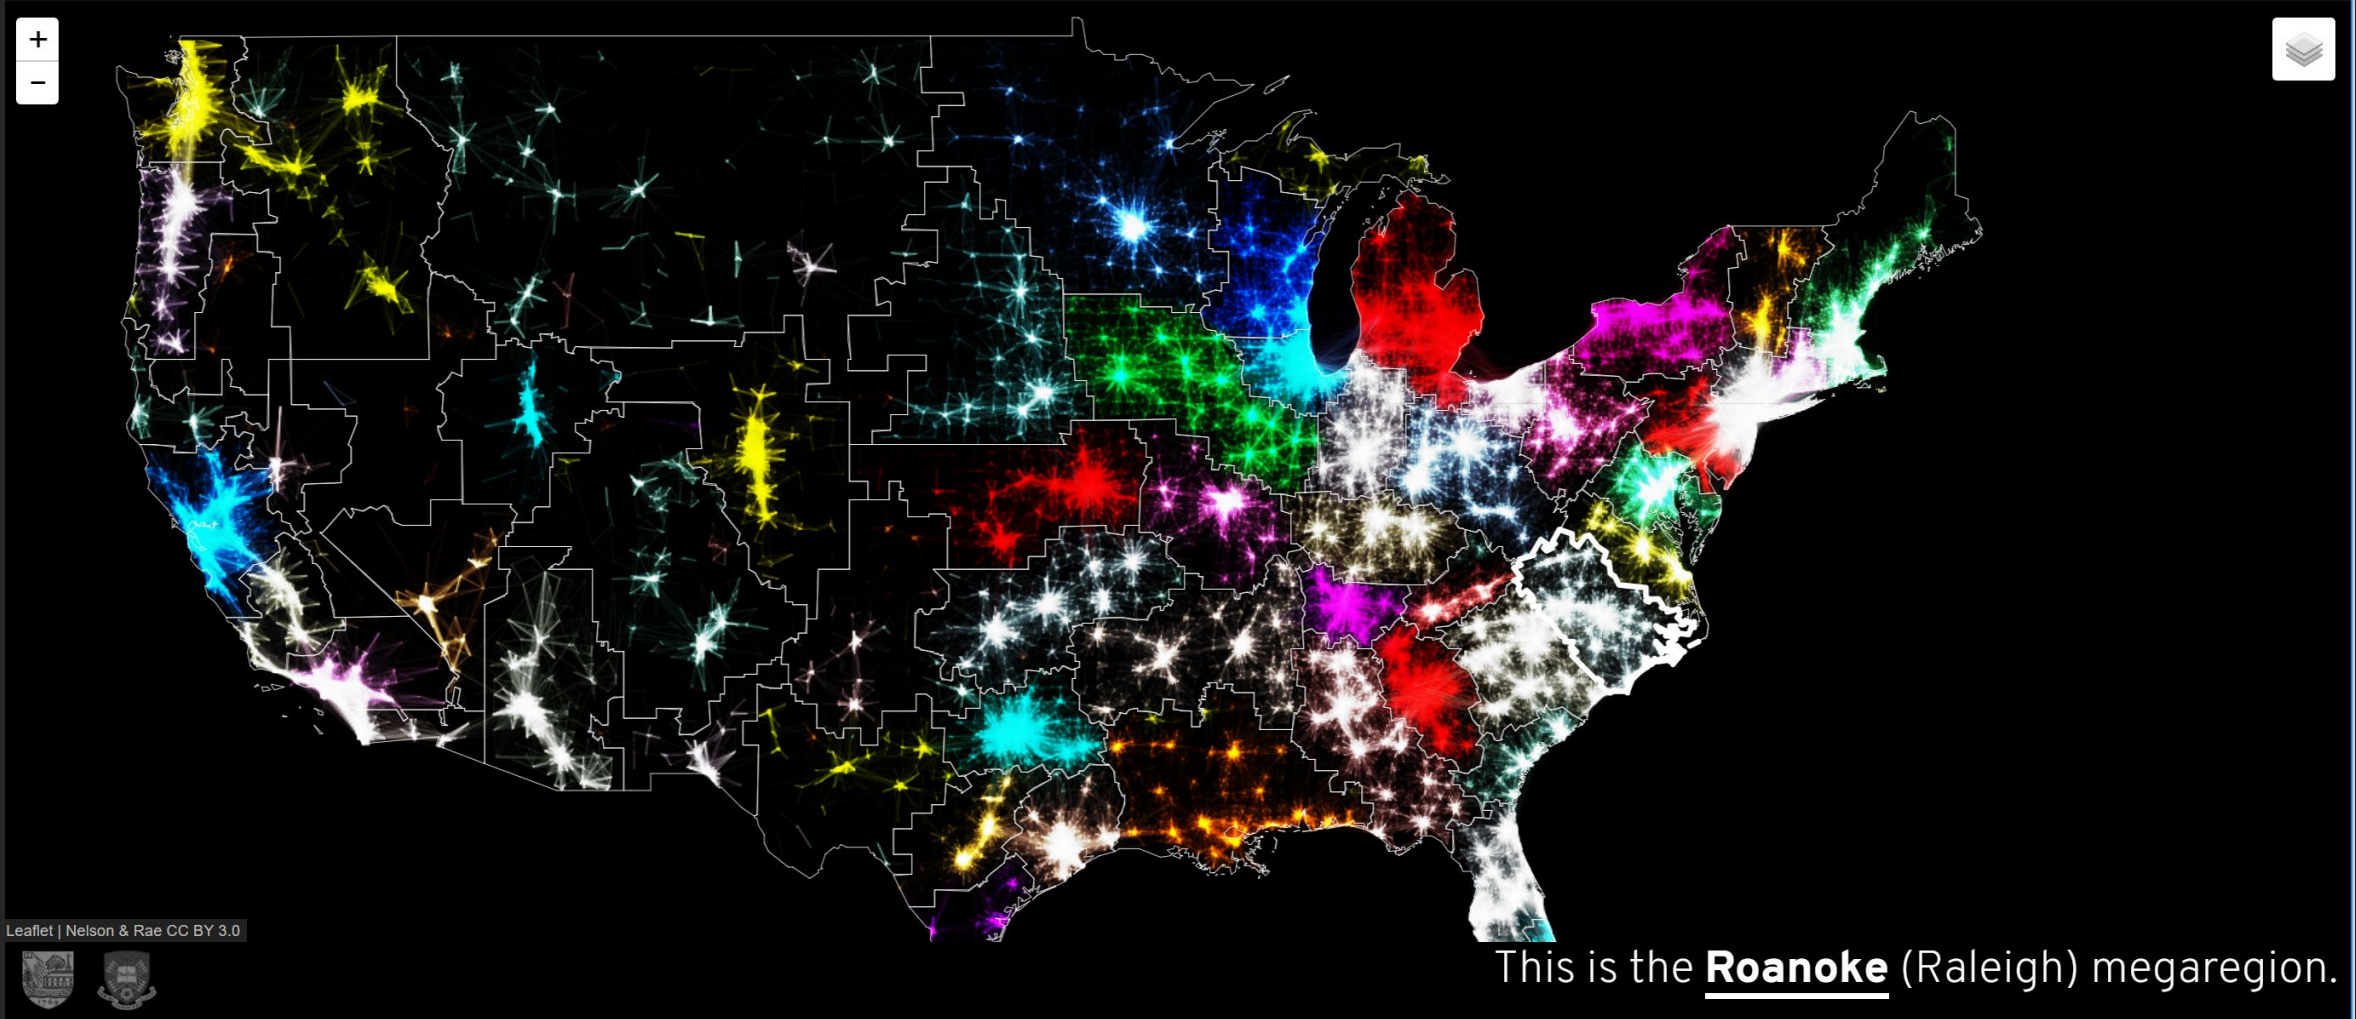 +
−
Leaflet | Nelson & Rae CC BY 3.0
This is the Roanoke (Raleigh) megaregion.